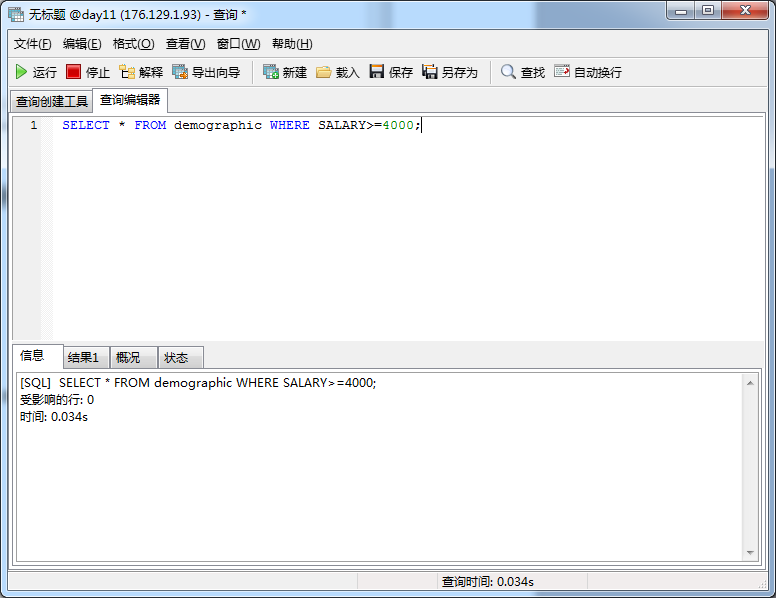 无标题 @day11 (176.129.1.93) - 查询 *
文件(F) 编辑(E) 格式(O) 查看(V) 窗口(W) 帮助(H)
运行 停止 解释 导出向导 新建 载入 保存 另存为 查找 自动换行
查询创建工具 查询编辑器
1 SELECT * FROM demographic WHERE SALARY>=4000;
信息 结果1 概况 状态
[SQL] SELECT * FROM demographic WHERE SALARY>=4000;
受影响的行: 0
时间: 0.034s
查询时间: 0.034s